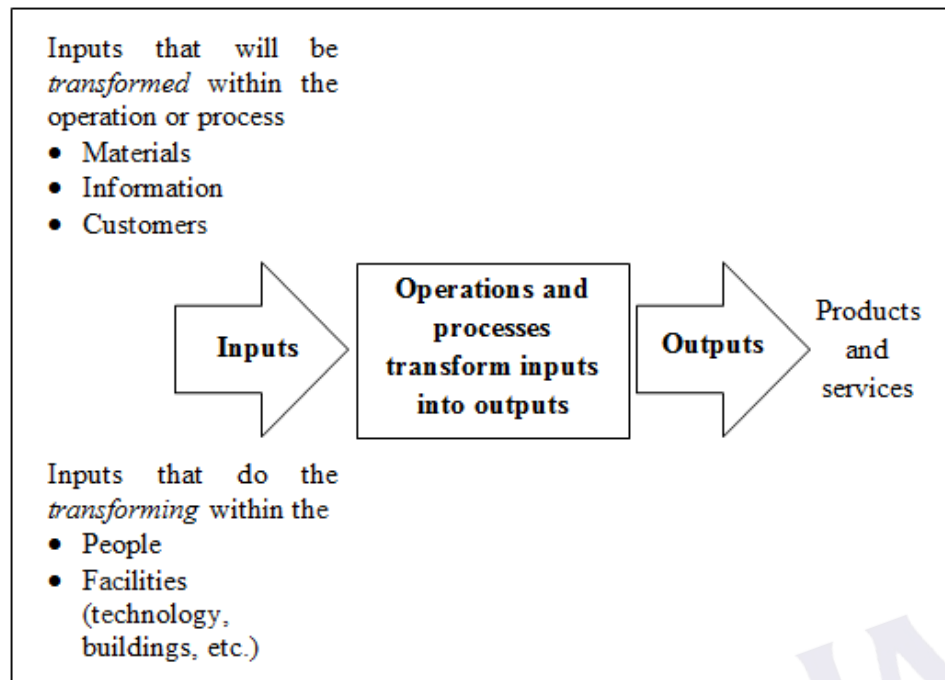 Inputs that will be
transformed within the
operation or process
• Materials
• Information
• Customers
Inputs
Operations and
processes
transform inputs
into outputs
Outputs
Products
and
services
Inputs that do the
transforming within the
• People
• Facilities
(technology,
buildings, etc.)